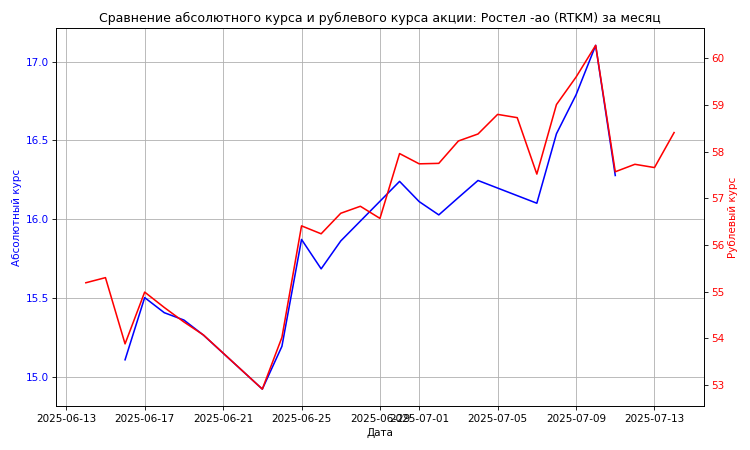 Сравнение абсолютного курса и рублевого курса акции: Ростел -ао (RTKM) за месяц
17.0
16.5
16.0
15.5
15.0
Абсолютный курс
60
59
58
57
56
55
54
53
Рублевый курс
2025-06-13 2025-06-17 2025-06-21 2025-06-25 2025-06-29 2025-07-01 2025-07-05 2025-07-09 2025-07-13
Дата